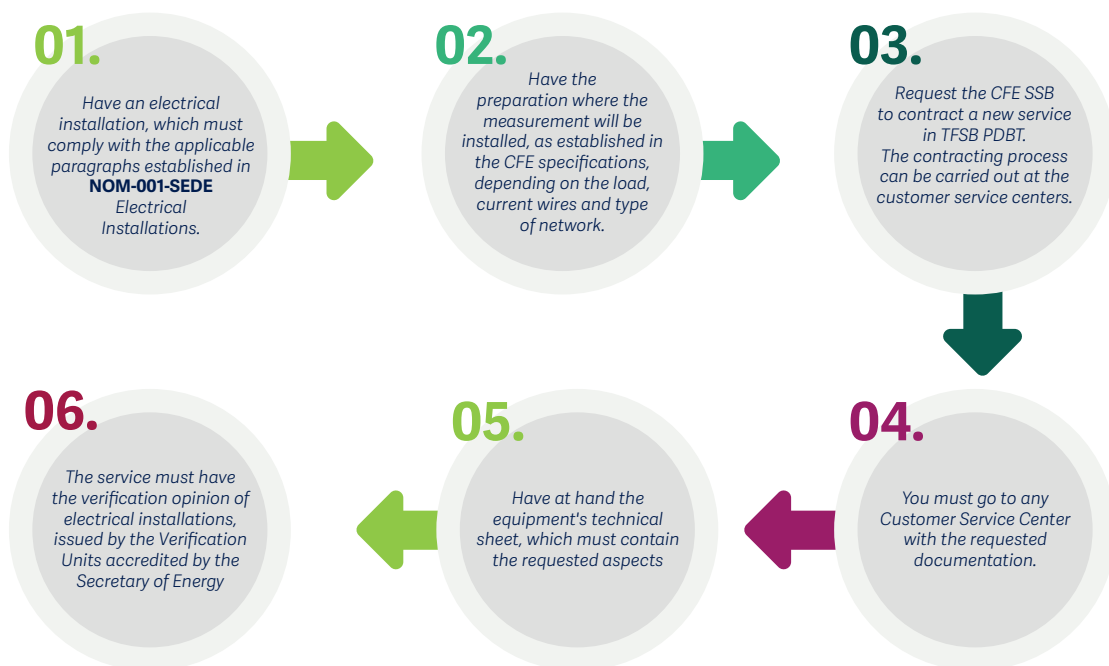 01.
Have an electrical
installation, which must
comply with the applicable
paragraphs established in
NOM-001-SEDE
Electrical
Installations.
02.
Have the
preparation where the
measurement will be
installed, as established in
the CFE specifications,
depending on the load,
current wires and type
of network.
03.
Request the CFE SSB
to contract a new service
in TFSB PDBT.
The contracting process
can be carried out at the
customer service centers.
04.
You must go to any
Customer Service Center
with the requested
documentation.
05.
Have at hand the
equipment's technical
sheet, which must contain
the requested aspects
06.
The service must have
the verification opinion of
electrical installations,
issued by the Verification
Units accredited by the
Secretary of Energy